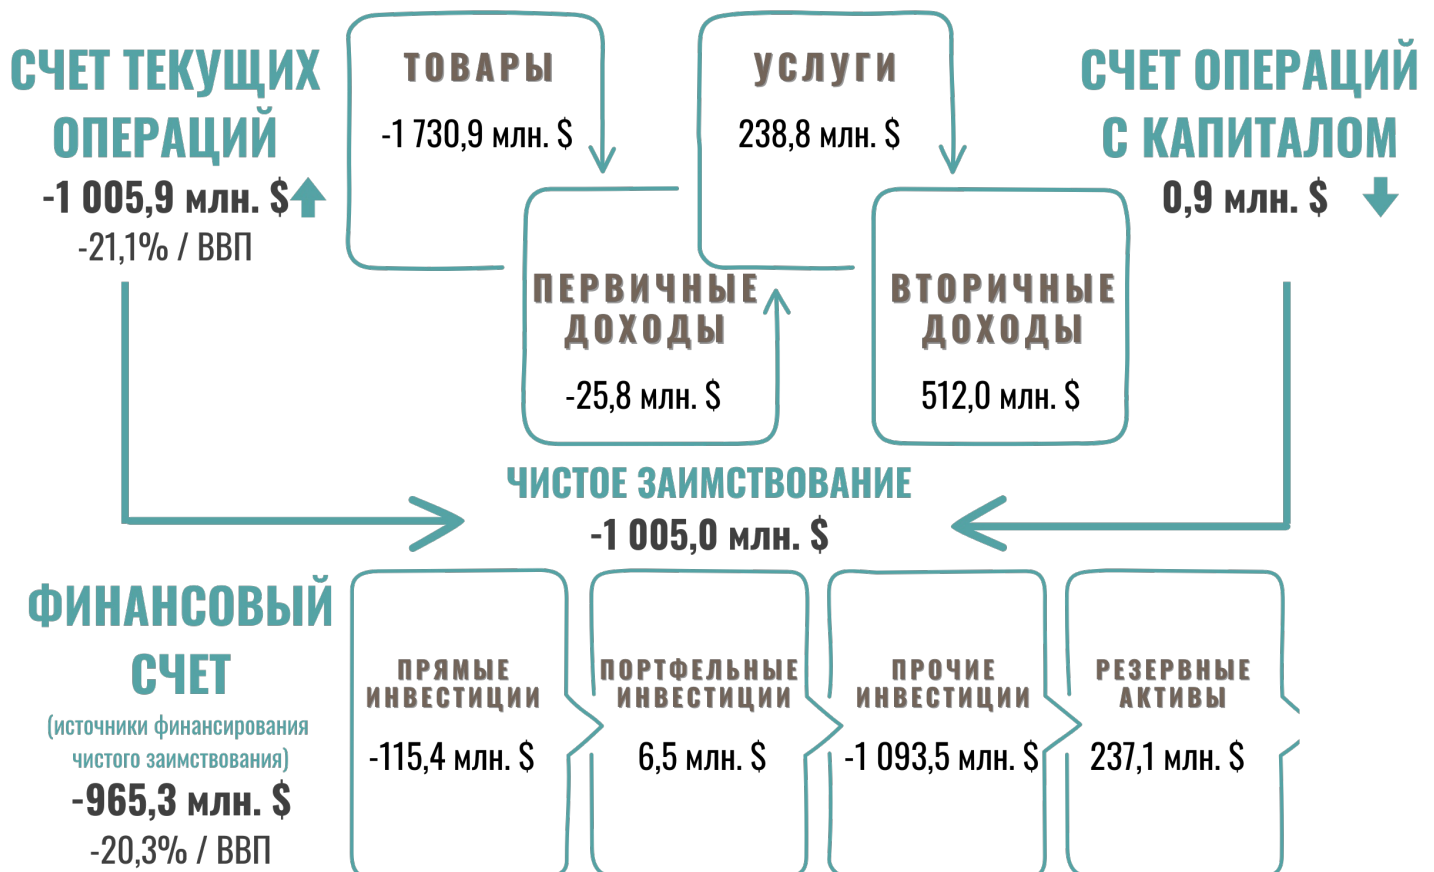 СЧЕТ ТЕКУЩИХ
ОПЕРАЦИЙ
-1 005,9 млн. $
-21,1% / ВВП
ТОВАРЫ
-1 730,9 млн. $
УСЛУГИ
238,8 млн. $
СЧЕТ ОПЕРАЦИЙ
С КАПИТАЛОМ
0,9 млн. $
ПЕРВИЧНЫЕ
ДОХОДЫ
-25,8 млн. $
ВТОРИЧНЫЕ
ДОХОДЫ
512,0 млн. $
ЧИСТОЕ ЗАИМСТВОВАНИЕ
-1 005,0 млн. $
ФИНАНСОВЫЙ
СЧЕТ
(источники финансирования
чистого заимствования)
-965,3 млн. $
-20,3% / ВВП
ПРЯМЫЕ
ИНВЕСТИЦИИ
-115,4 млн. $
ПОРТФЕЛЬНЫЕ
ИНВЕСТИЦИИ
6,5 млн. $
ПРОЧИЕ
ИНВЕСТИЦИИ
-1 093,5 млн. $
РЕЗЕРВНЫЕ
АКТИВЫ
237,1 млн. $